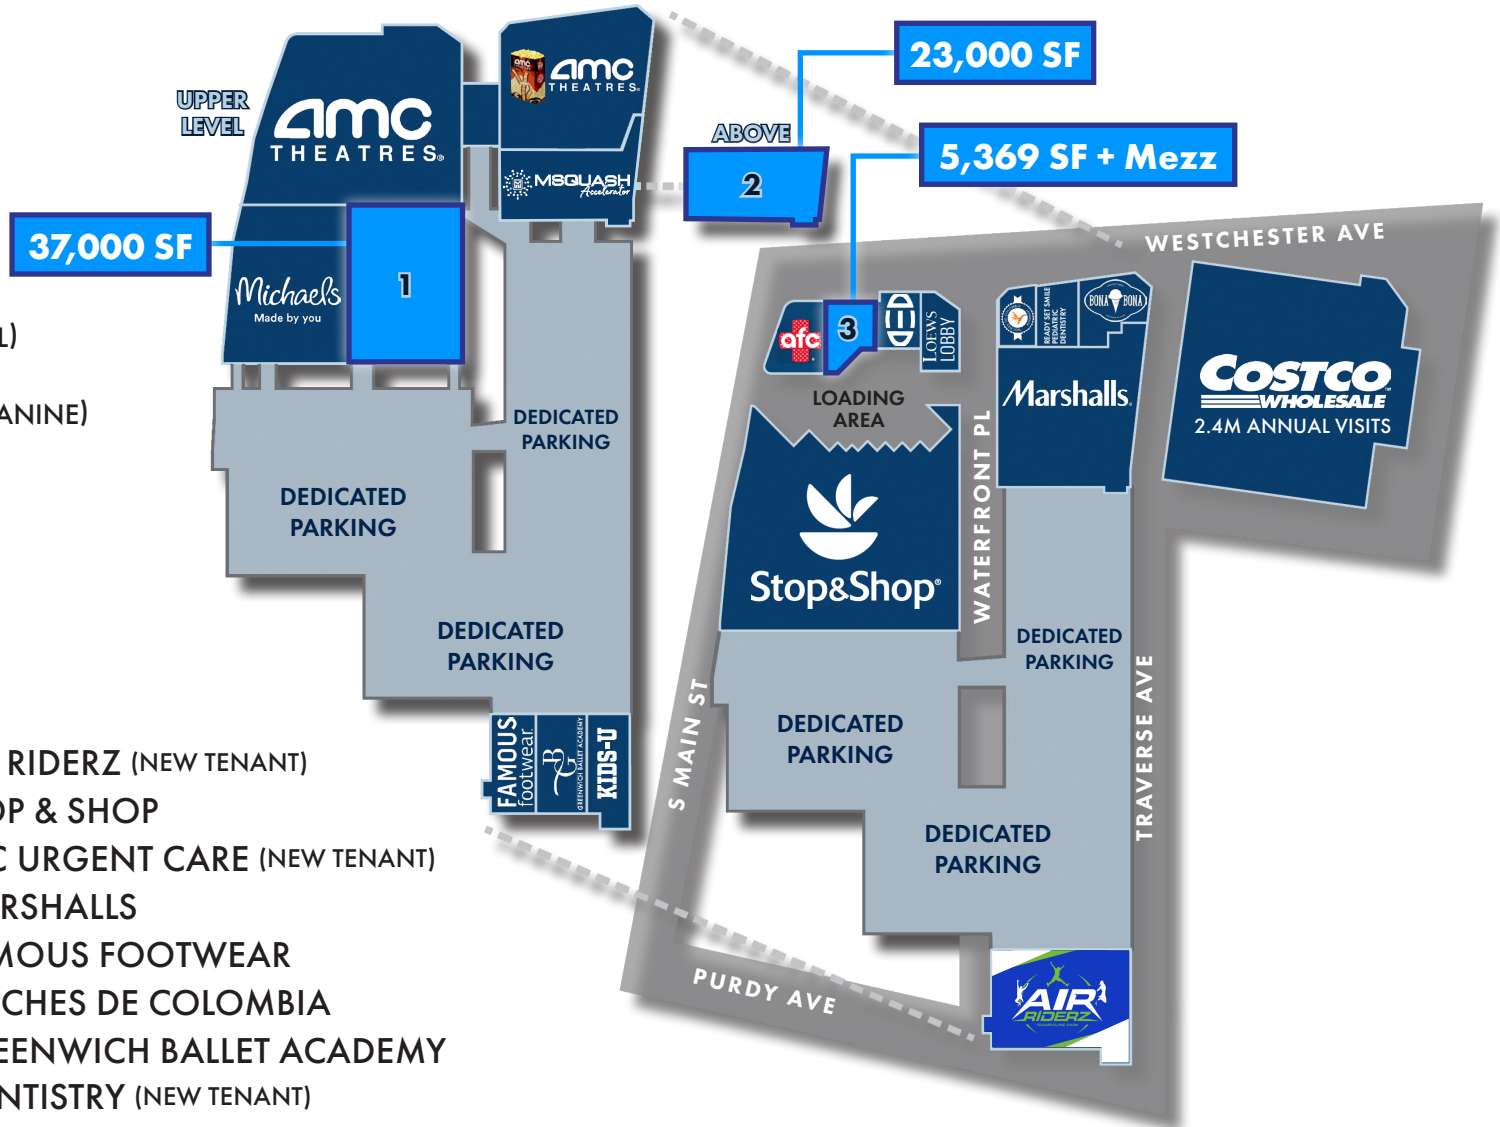 23,000 SF
amc
THEATRES
UPPER
LEVEL
amc
THEATRES®
ABOVE
5,369 SF + Mezz
2
MSQUASH
Accelerator
37,000 SF
Michaels
Made by you
1
WESTCHESTER AVE
L)
ANINE)
afc
3
LOEWS
LOBBY
READY SET SMILE
PEDIATRIC
DENTISTRY
BONA BONA
Marshalls
COSTCO
WHOLESALE
2.4M ANNUAL VISITS
LOADING
AREA
DEDICATED
PARKING
DEDICATED
PARKING
WATERFRONT PL
Stop&Shop®
DEDICATED
PARKING
DEDICATED
PARKING
S MAIN ST
TRAVERSE AVE
DEDICATED
PARKING
FAMOUS
footwear
BG
GREENWICH BALLET ACADEMY
KIDS-U
DEDICATED
PARKING
RIDERZ (NEW TENANT)
OP & SHOP
C URGENT CARE (NEW TENANT)
RSHALLS
MOUS FOOTWEAR
CHES DE COLOMBIA
EENWICH BALLET ACADEMY
NTISTRY (NEW TENANT)
PURDY AVE
AIR
RIDERZ
TRAMPOLINE PARK